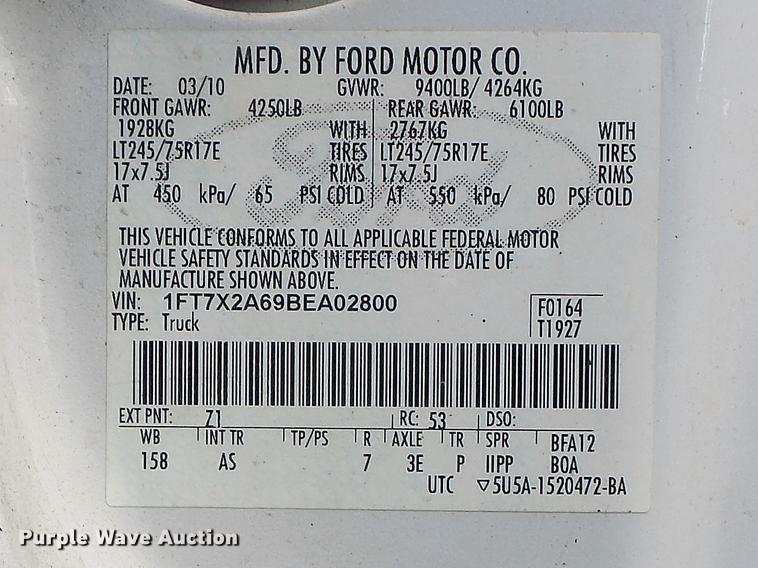 MFD. BY FORD MOTOR CO.
DATE: 03/10 GVWR: 9400LB/ 4264KG
FRONT GAWR: 4250LB REAR GAWR: 6100LB
1928KG WITH 2767KG WITH
LT245/75R17E TIRES LT245/75R17E TIRES
17x7.5J RIMS 17x7.5J RIMS
AT 450 kPa/ 65 PSI COLD AT 550 kPa/ 80 PSI COLD
THIS VEHICLE CONFORMS TO ALL APPLICABLE FEDERAL MOTOR
VEHICLE SAFETY STANDARDS IN EFFECT ON THE DATE OF
MANUFACTURE SHOWN ABOVE.
VIN: 1FT7X2A69BEA02800 F0164
TYPE: Truck T1927
EXT PNT: Z1 RC: 53 DSO:
WB INT TR TP/PS R AXLE TR SPR BFA12
158 AS 7 3E P IIPP BOA
UTC ▽5U5A-1520472-BA
Ford
Purple Wave Auction